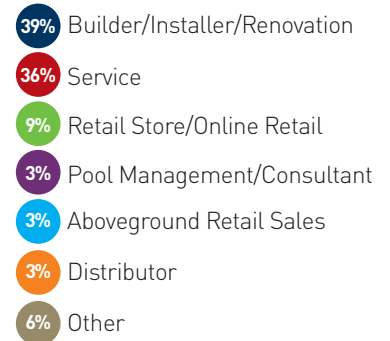 39% Builder/Installer/Renovation
36% Service
9% Retail Store/Online Retail
3% Pool Management/Consultant
3% Aboveground Retail Sales
3% Distributor
6% Other